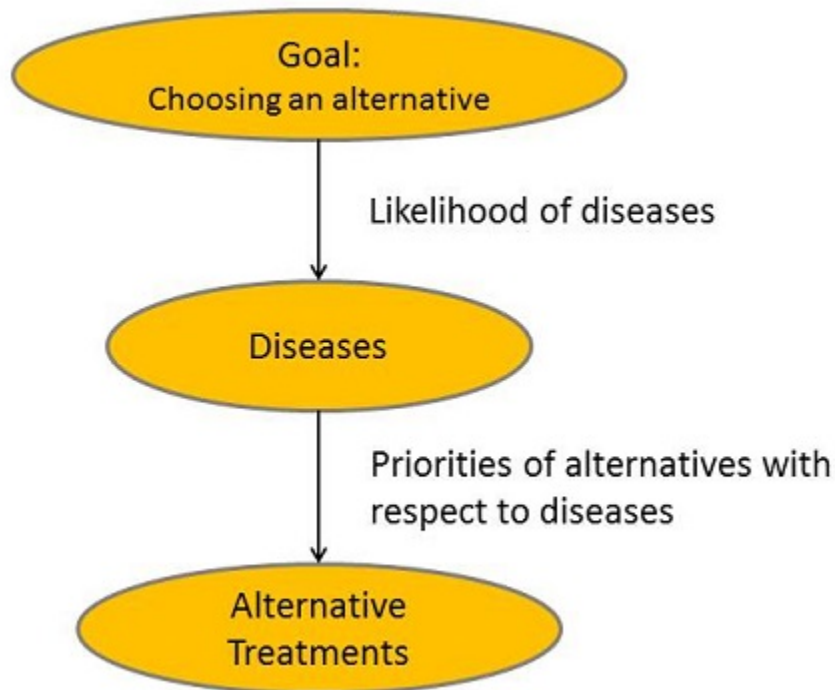 Goal:
Choosing an alternative
Likelihood of diseases
Diseases
Priorities of alternatives with
respect to diseases
Alternative
Treatments